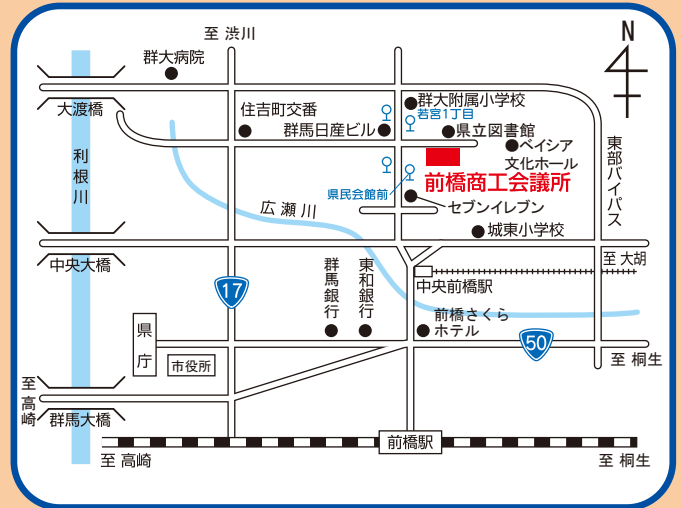 至 渋川
N
群大病院
大渡橋
住吉町交番
群大附属小学校
若宮1丁目
群馬日産ビル
県立図書館
ベイシア
文化ホール
東部バイパス
利根川
県民会館前
前橋商工会議所
広瀬川
セブンイレブン
城東小学校
中央大橋
至 大胡
17
群馬銀行
東和銀行
中央前橋駅
前橋さくら
ホテル
県庁
市役所
50
至 桐生
至高崎
群馬大橋
前橋駅
至 高崎
至 桐生